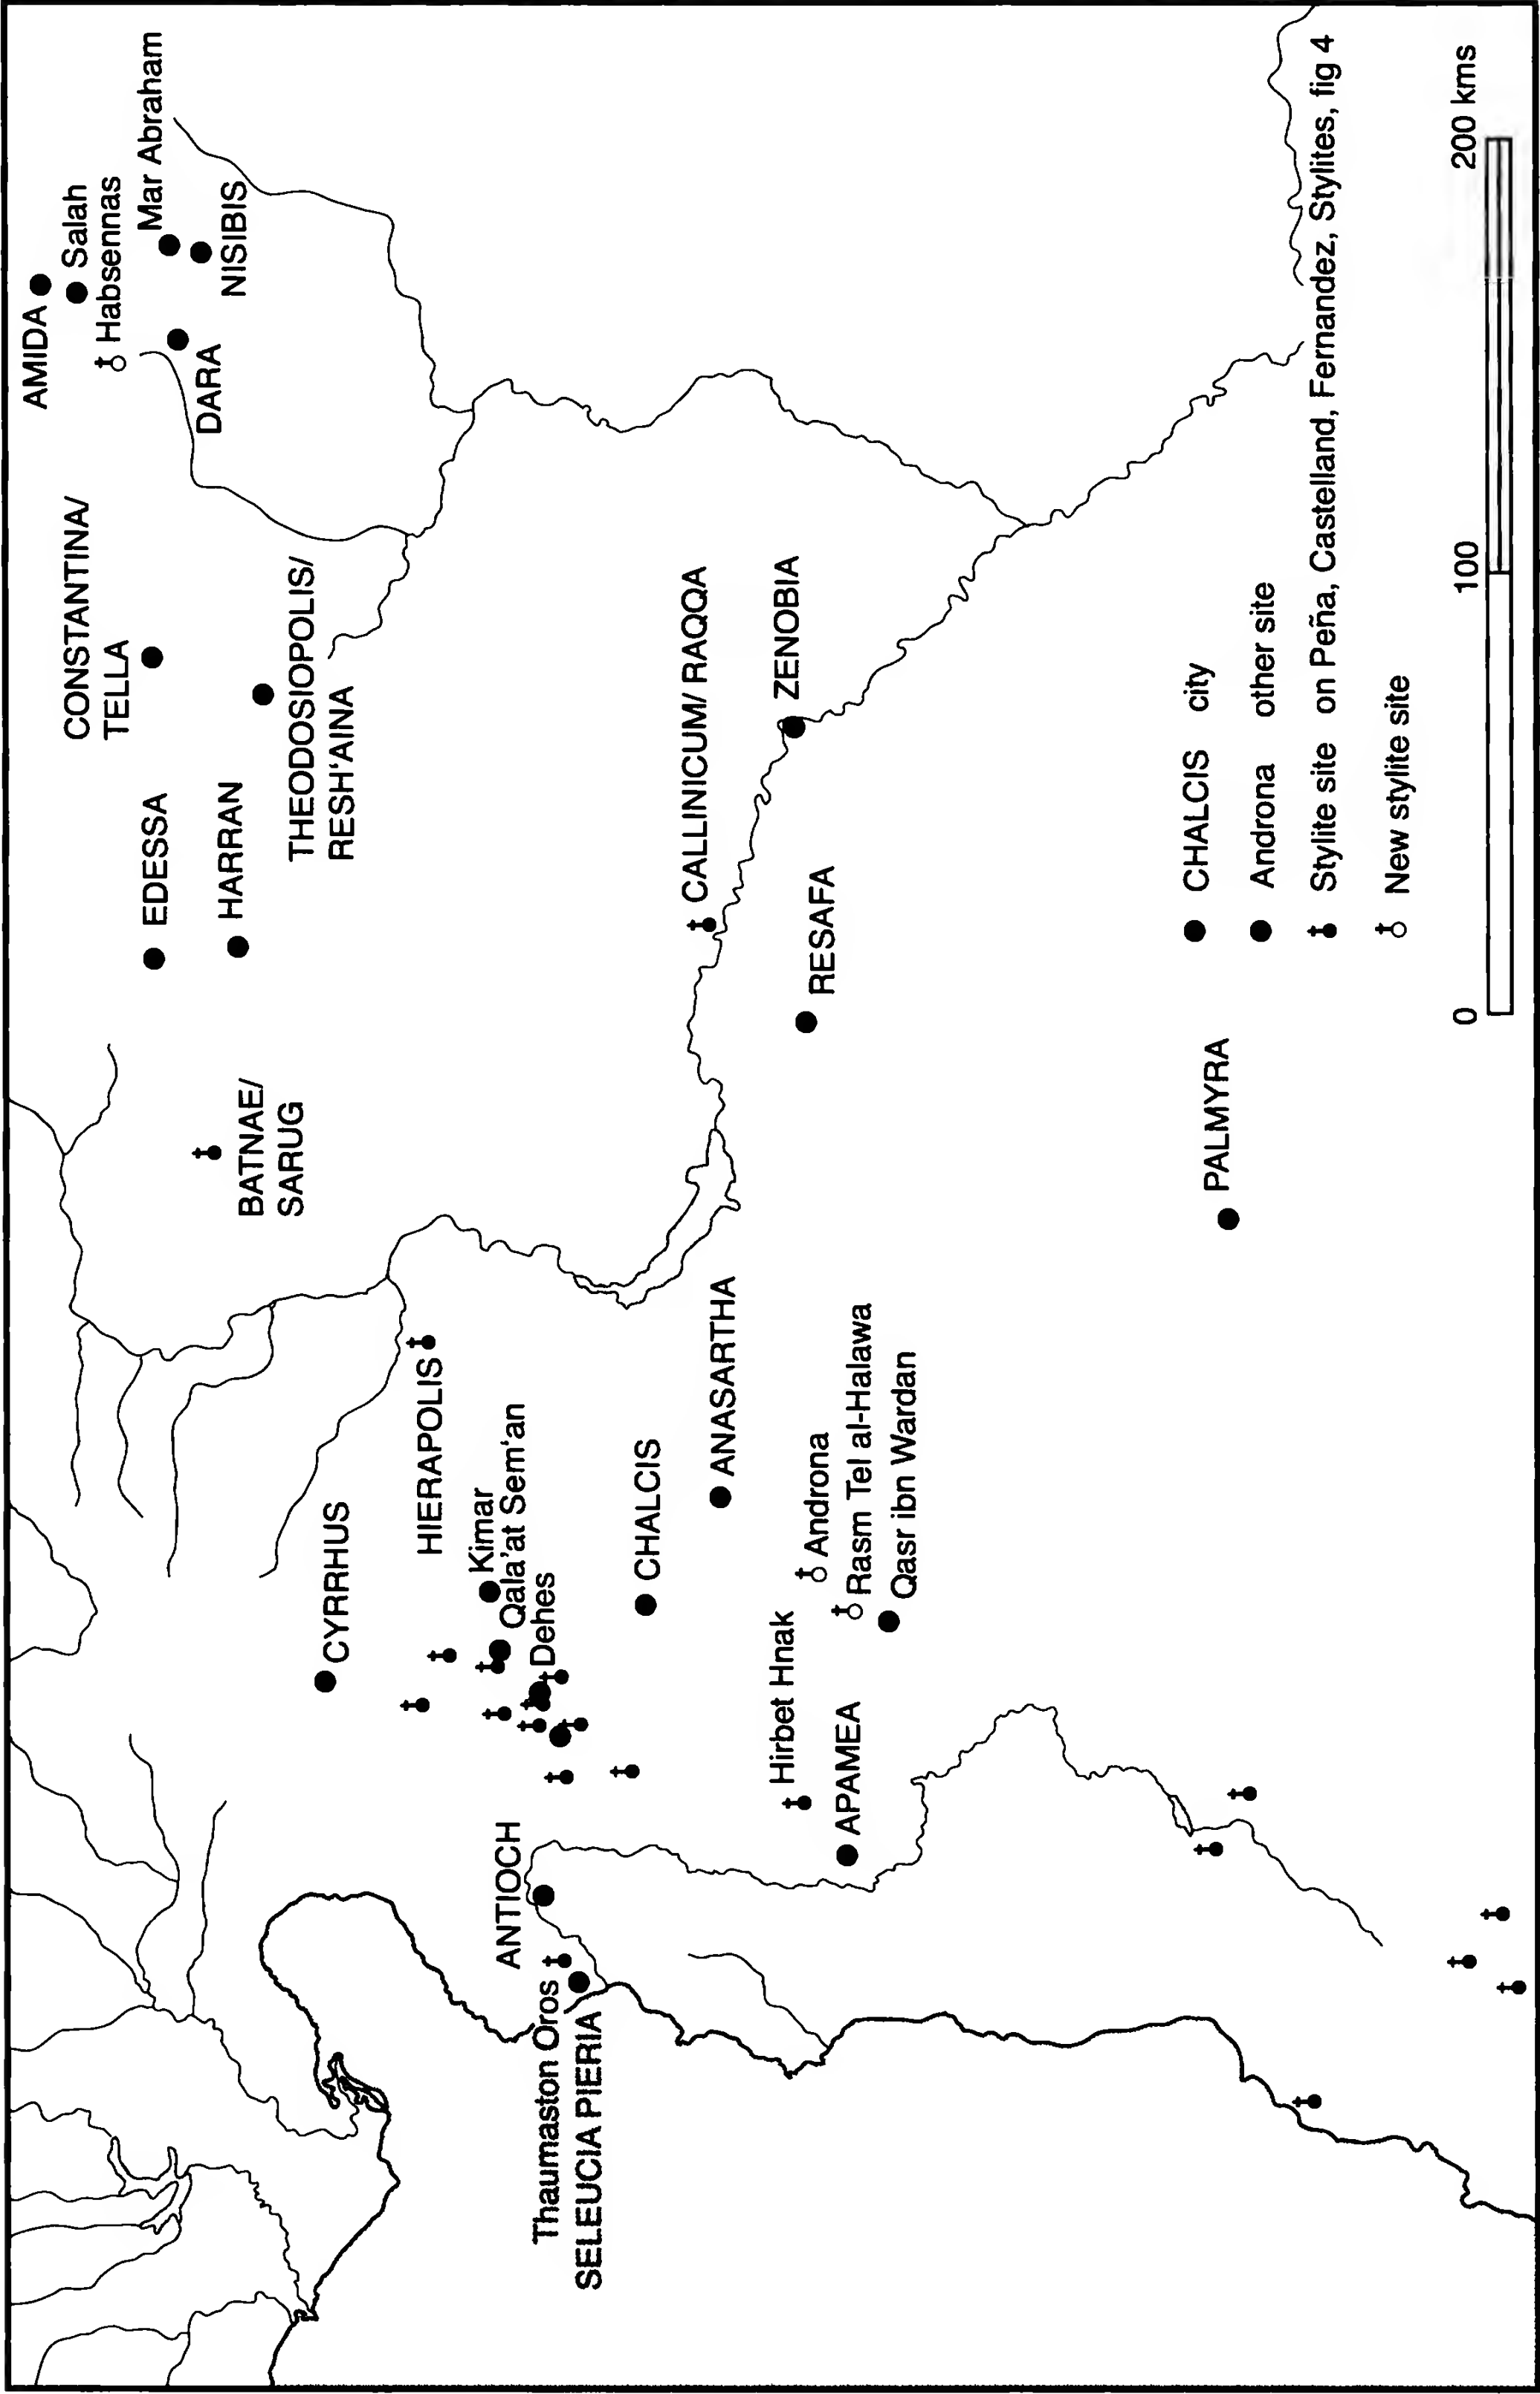 AMIDA
Salah
Habsennas
Mar Abraham
NISIBIS
DARA
CONSTANTINA/
TELLA
THEODOSIOPOLIS/
RESH‘AINA
EDESSA
HARRAN
BATNAE/
SARUG
CALLINICUM/ RAQQA
ZENOBIA
RESAFA
PALMYRA
CYRRHUS
HIERAPOLIS
Kimar
Qala’at Sem‘an
Dehes
CHALCIS
ANASARTHA
Androna
Rasm Tel al-Halawa
Qasr ibn Wardan
Hirbet Hnak
APAMEA
ANTIOCH
Thaumaston Oros
SELEUCIA PIERIA
CHALCIS city
Androna other site
Stylite site on Peña, Castelland, Fernandez, Stylites, fig 4
New stylite site
0 100 200 kms